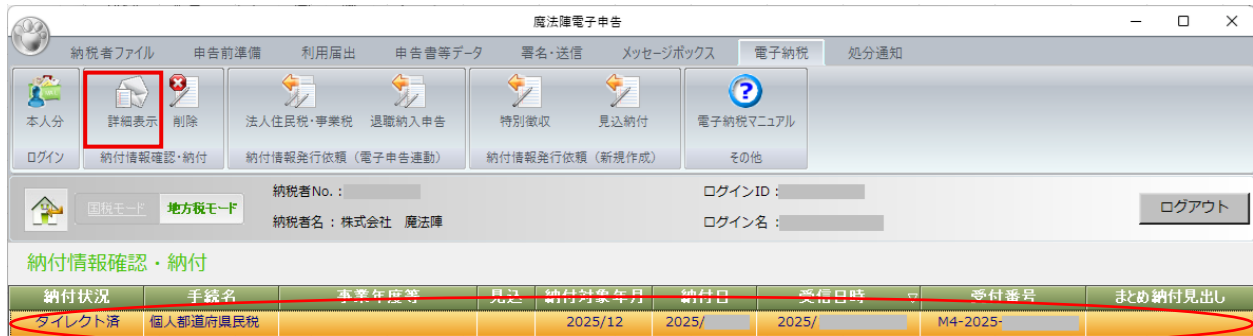 魔法陣電子申告
納税者ファイル 申告前準備 利用届出 申告書等データ 署名・送信 メッセージボックス 電子納税 処分通知
本人分 詳細表示 削除 法人住民税・事業税 退職納入申告 特別徴収 見込納付 電子納税マニュアル
ログイン 納付情報確認・納付 納付情報発行依頼（電子申告連動） 納付情報発行依頼（新規作成） その他
納税者No.： ログインID：
国税モード 地方税モード ログアウト
納税者名：株式会社 魔法陣 ログイン名：
納付情報確認・納付
納付状況 手続名 事業年度等 見込 納付対象年月 納付日 受信日時 ▽ 受付番号 まとめ納付見出し
ダイレクト済 個人都道府県民税 2025/12 2025/ 2025/ M4-2025-